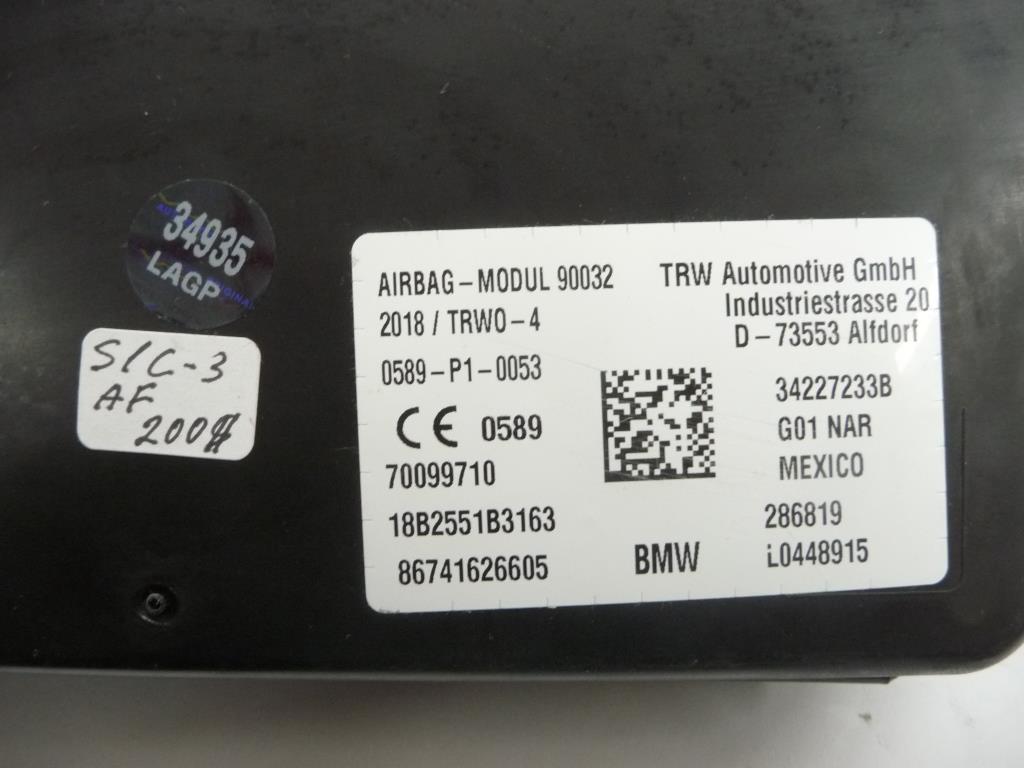 34935
LAGP
S/C-3
AF
200$
AIRBAG-MODUL 90032
2018 / TRWO-4
0589-P1-0053
CE 0589
70099710
18B2551B3163
86741626605
TRW Automotive GmbH
Industriestrasse 20
D-73553 Alfdorf
34227233B
G01 NAR
MEXICO
286819
L0448915
BMW